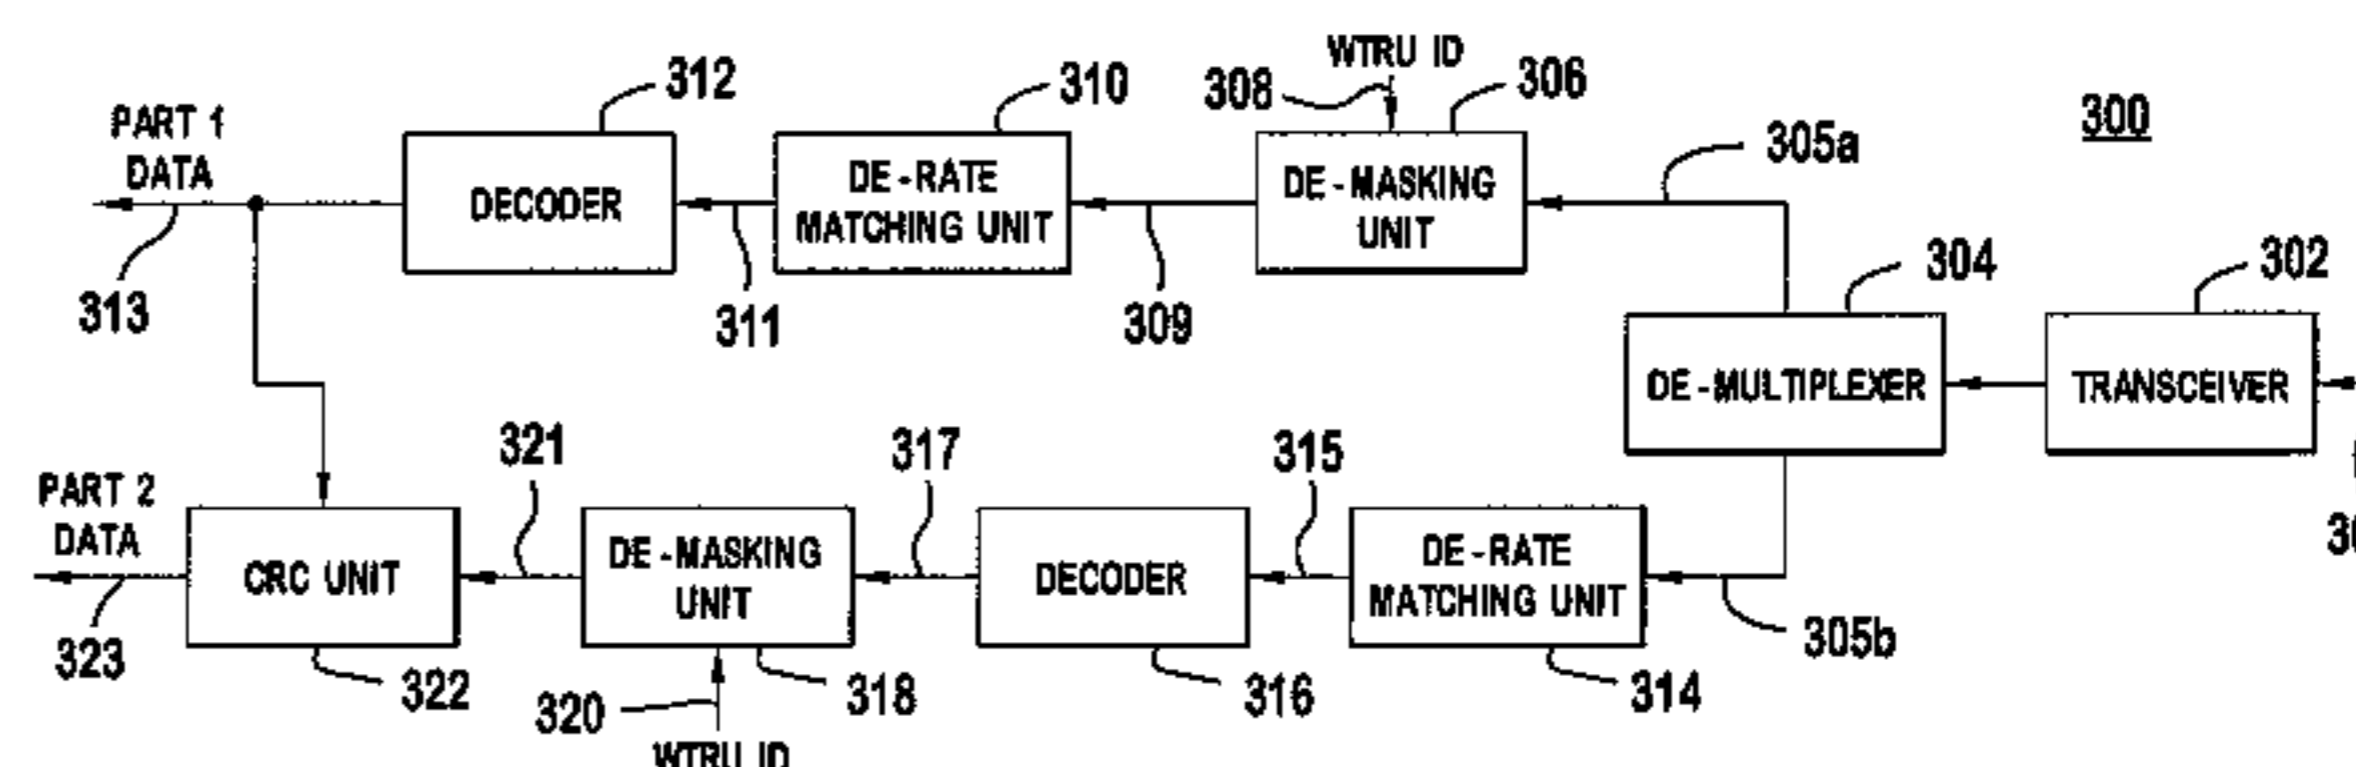 WTRU ID
312
310
308
306
300
PART 1
DATA
305a
DECODER
DE-RATE
MATCHING UNIT
DE-MASKING
UNIT
304
302
313
311
309
DE-MULTIPLEXER
TRANSCEIVER
321
317
315
PART 2
DATA
CRC UNIT
DE-MASKING
UNIT
DECODER
DE-RATE
MATCHING UNIT
305b
323
322
320
318
316
314
WTRU ID